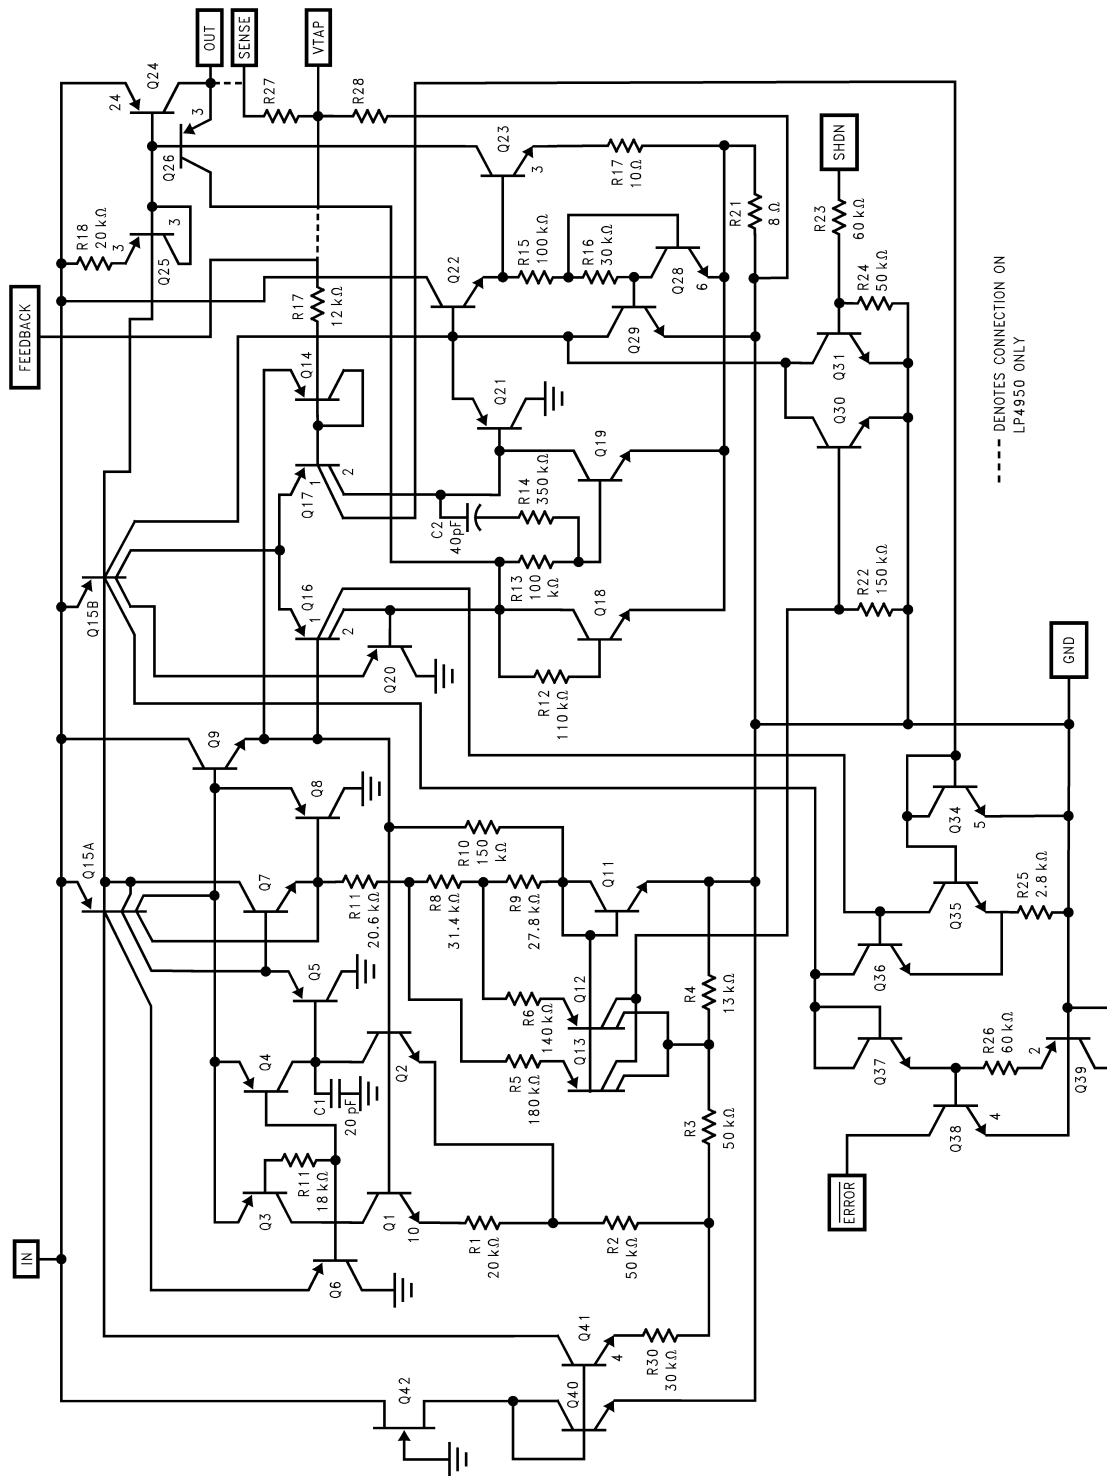 IN
FEEDBACK
OUT
SENSE
VTAP
SHDN
GND
ERROR
Q42
Q40
Q41
4
R30
30 kΩ
Q6
Q3
R11
18 kΩ
Q1
10
R1
20 kΩ
R2
50 kΩ
R3
50 kΩ
Q4
C1
20 pF
Q2
Q5
R5
180 kΩ
R6
140 kΩ
Q13
Q12
R4
13 kΩ
Q15A
Q7
Q8
R11
20.6 kΩ
R8
31.4 kΩ
R9
27.8 kΩ
R10
150
kΩ
Q11
Q9
Q15B
Q16
1
2
Q17
1
2
Q20
R12
110 kΩ
R13
100
kΩ
Q18
C2
40pF
R14
350 kΩ
Q19
Q21
Q14
R17
12 kΩ
Q22
R15
100 kΩ
R16
30 kΩ
Q29
Q28
6
R18
20 kΩ
3
Q25
3
Q26
3
Q24
24
R27
R28
Q23
3
R17
10Ω
R21
8 Ω
R23
60 kΩ
R24
50 kΩ
Q31
Q30
R22
150 kΩ
Q34
5
Q35
R25
2.8 kΩ
Q36
Q37
R26
60 kΩ
2
Q39
Q38
4
DENOTES CONNECTION ON
LP4950 ONLY